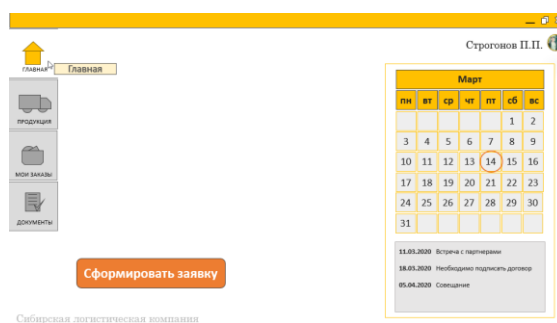 Строгонов П.П.
ГЛАВНАЯ
Главная
ПРОДУКЦИЯ
МОИ ЗАКАЗЫ
ДОКУМЕНТЫ
Март
пн вт ср чт пт сб вс
1 2
3 4 5 6 7 8 9
10 11 12 13 14 15 16
17 18 19 20 21 22 23
24 25 26 27 28 29 30
31
11.03.2020 Встреча с партнерами
18.03.2020 Необходимо подписать договор
05.04.2020 Совещание
Сформировать заявку
Сибирская логистическая компания